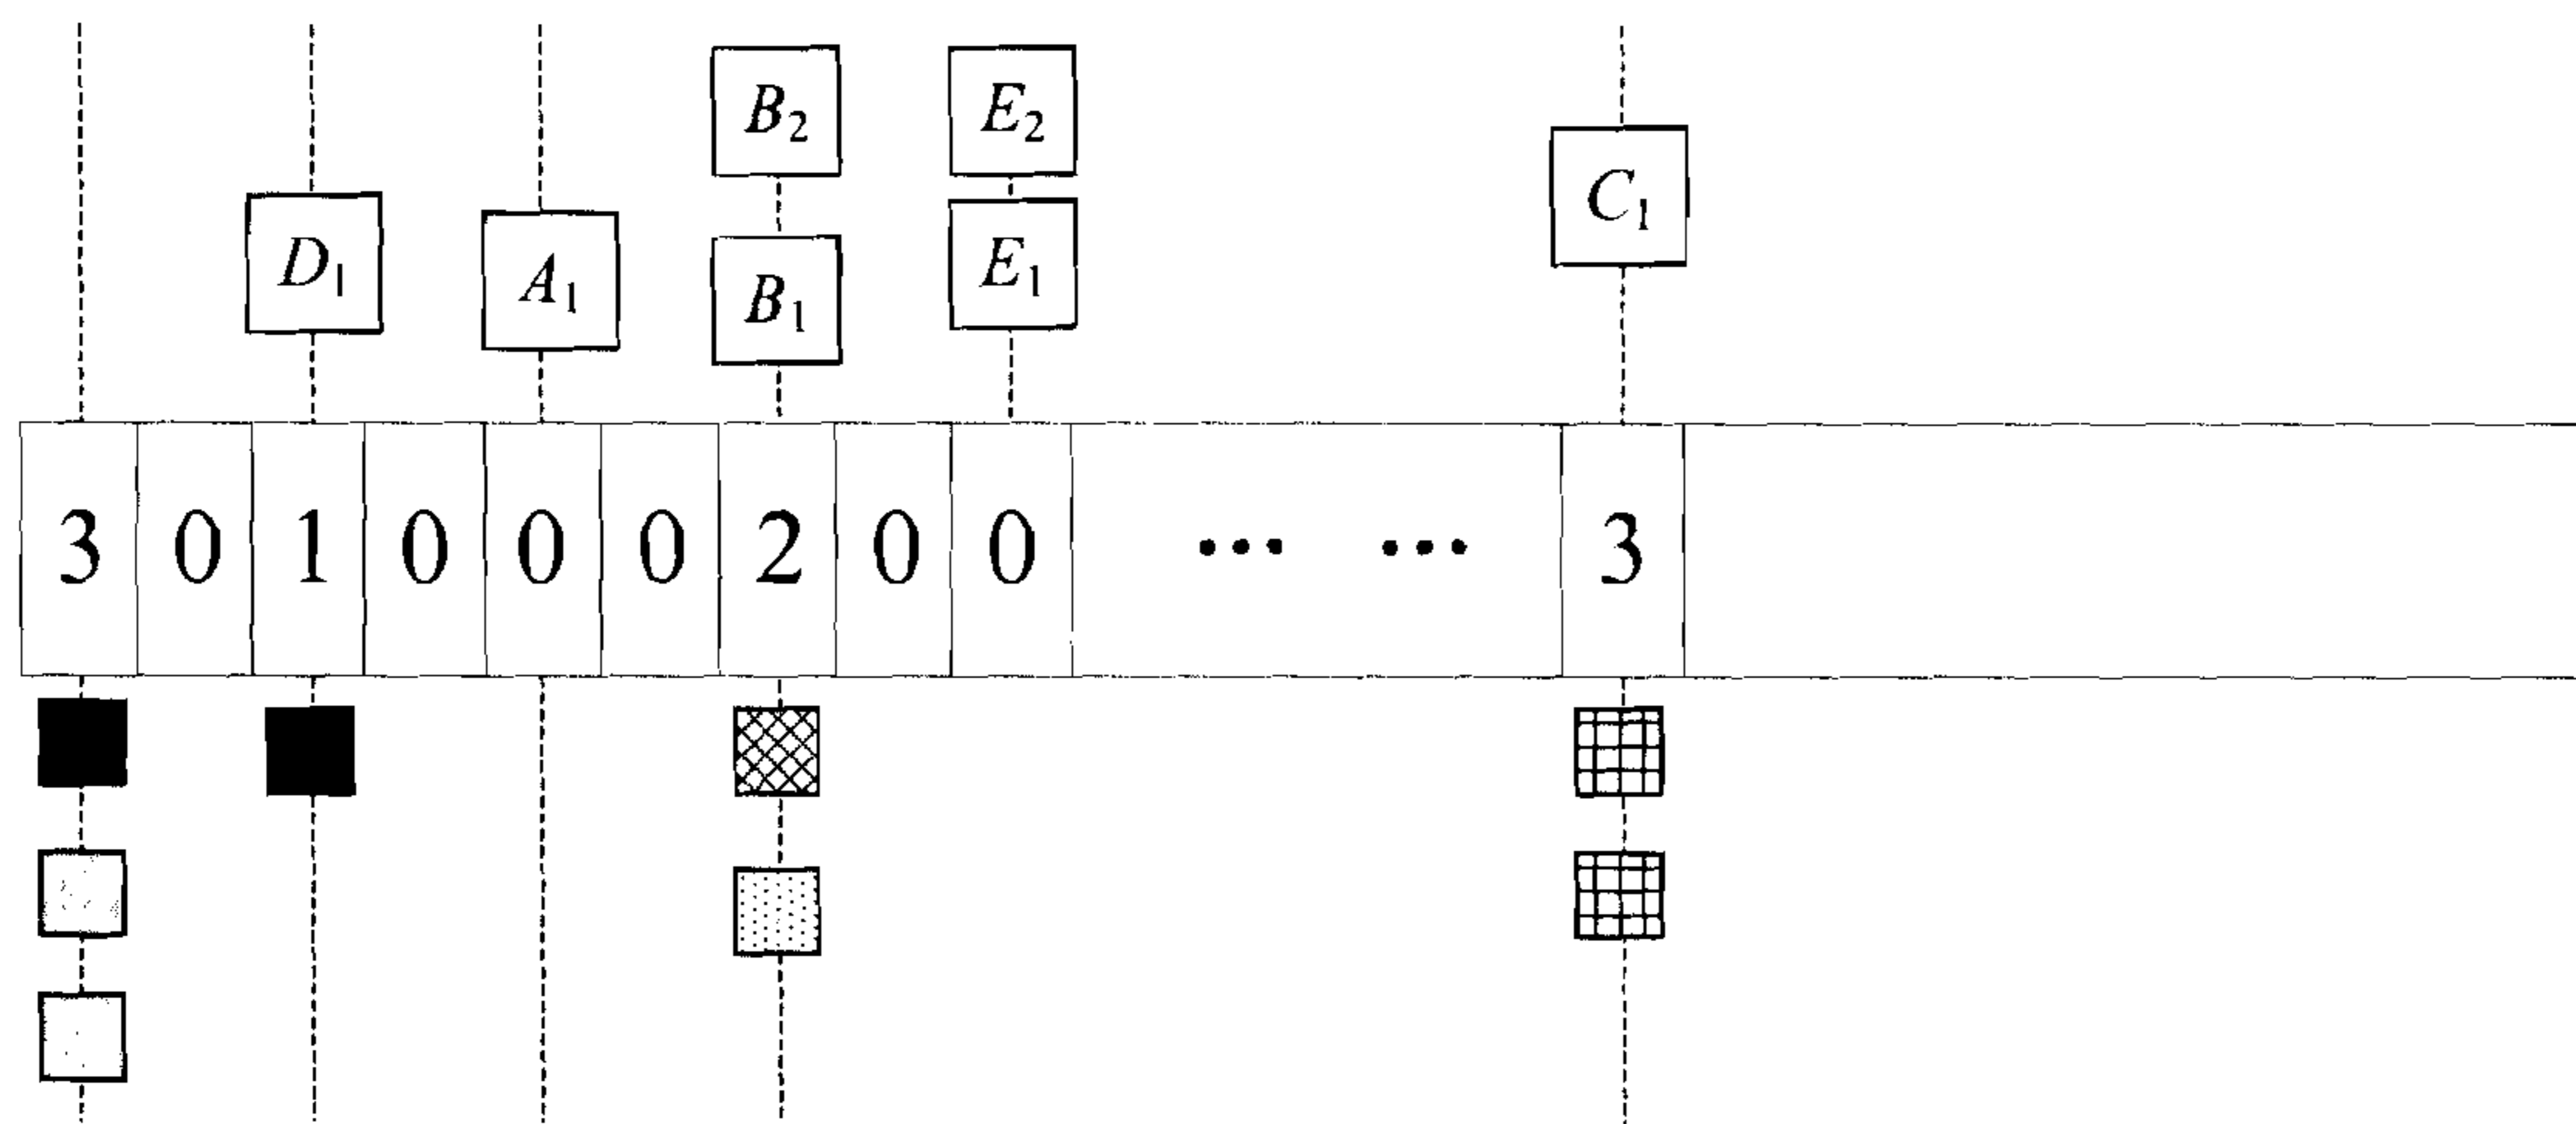 B₂ E₂
D₁ A₁ B₁ E₁ C₁
3 0 1 0 0 0 2 0 0 ... ... 3